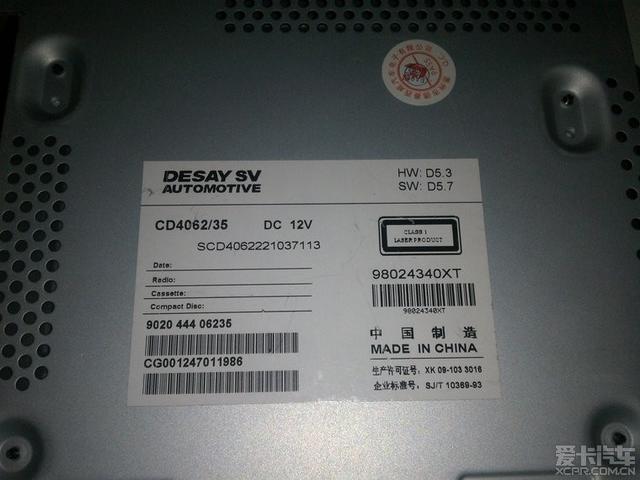 DESAY SV
AUTOMOTIVE
HW: D5.3
SW: D5.7
CD4062/35 DC 12V
SCD4062221037113
CLASS 1
LASER PRODUCT
Date:
Radio:
Cassette:
Compact Disc:
98024340XT
98024340XT
9020 444 06235
CG001247011986
中国制造
MADE IN CHINA
生产许可证号: XK 09-103 3016
企业标准号: SJ/T 10369-93
爱卡汽车
XCAR.COM.CN